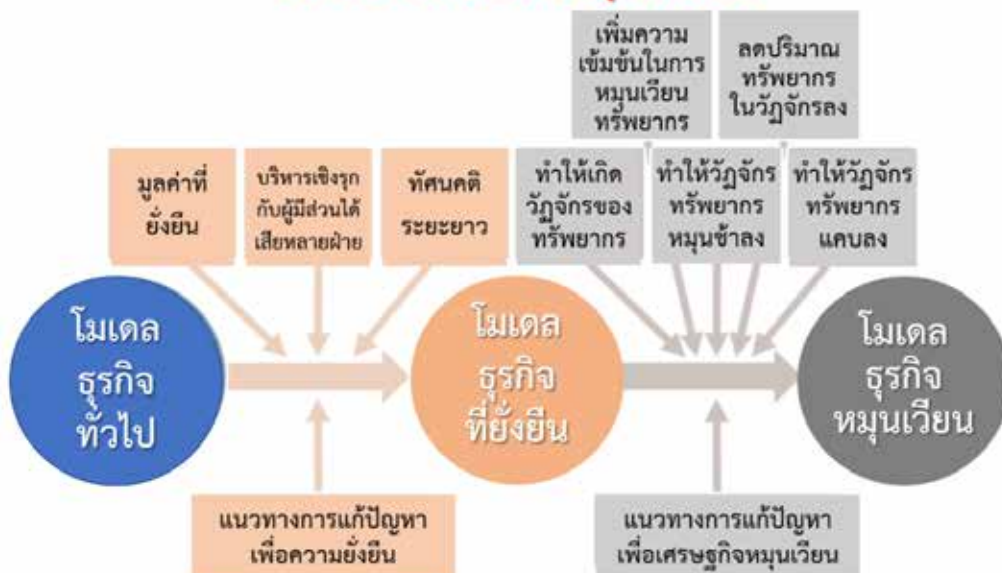 เพิ่มความ
เข้มข้นในการ
หมุนเวียน
ทรัพยากร
ลดปริมาณ
ทรัพยากร
ในวัฏจักรลง
มูลค่าที่
ยั่งยืน
บริหารเชิงรุก
กับผู้มีส่วนได้
เสียหลายฝ่าย
ทัศนคติ
ระยะยาว
ทำให้เกิด
วัฏจักรของ
ทรัพยากร
ทำให้วัฏจักร
ทรัพยากร
หมุนช้าลง
ทำให้วัฏจักร
ทรัพยากร
แคบลง
โมเดล
ธุรกิจ
ทั่วไป
โมเดล
ธุรกิจ
ที่ยั่งยืน
โมเดล
ธุรกิจ
หมุนเวียน
แนวทางการแก้ปัญหา
เพื่อความยั่งยืน
แนวทางการแก้ปัญหา
เพื่อเศรษฐกิจหมุนเวียน